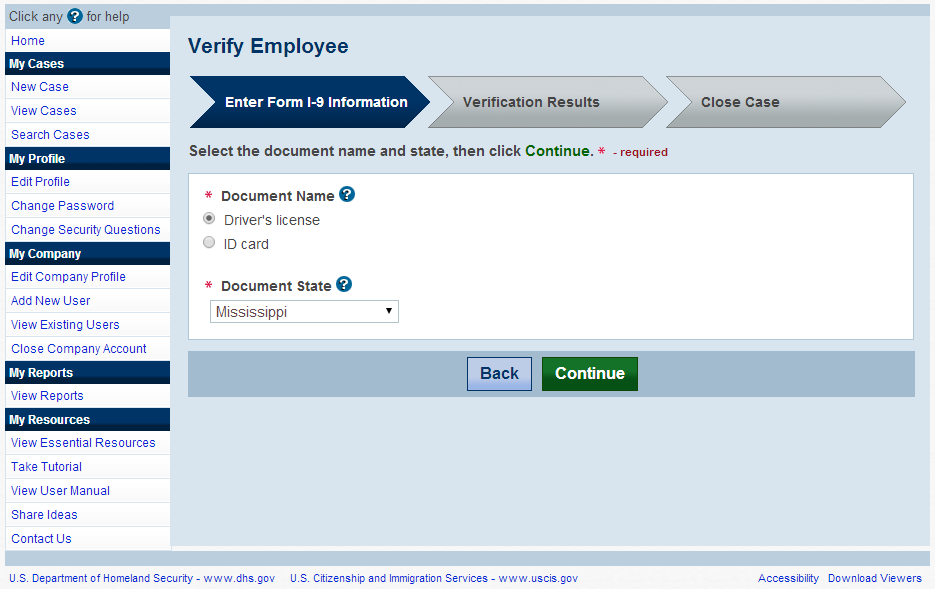 Click any ? for help
Home
My Cases
New Case
View Cases
Search Cases
My Profile
Edit Profile
Change Password
Change Security Questions
My Company
Edit Company Profile
Add New User
View Existing Users
Close Company Account
My Reports
View Reports
My Resources
View Essential Resources
Take Tutorial
View User Manual
Share Ideas
Contact Us
Verify Employee
Enter Form I-9 Information
Verification Results
Close Case
Select the document name and state, then click Continue. * - required
* Document Name ?
Driver's license
ID card
* Document State ?
Mississippi
Back
Continue
U.S. Department of Homeland Security - www.dhs.gov
U.S. Citizenship and Immigration Services - www.uscis.gov
Accessibility
Download Viewers